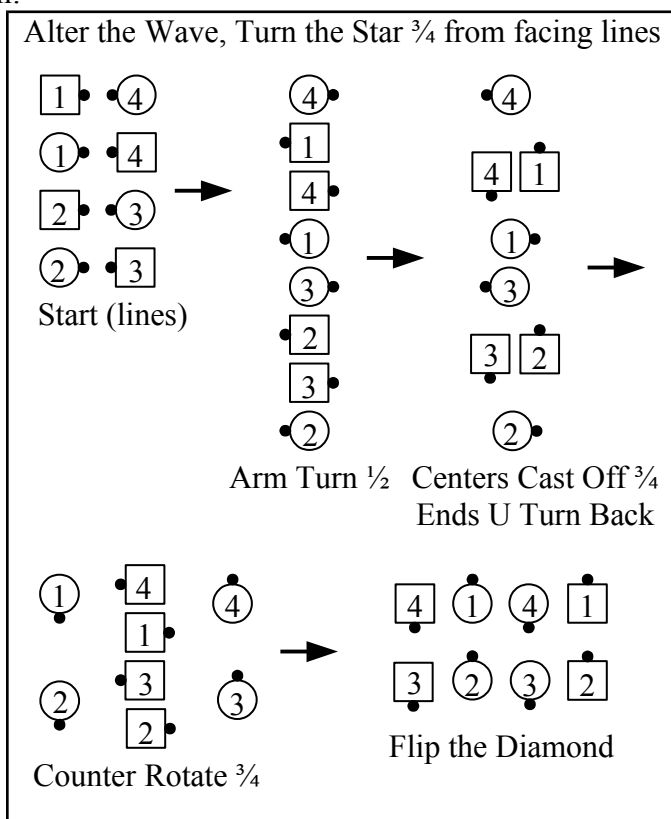 Alter the Wave, Turn the Star ¾ from facing lines
1 4
1 4
2 3
2 3
Start (lines)
4
1
4
1
3
2
3
2
Arm Turn ½
4
4 1
1
3
3 2
2
Centers Cast Off ¾
Ends U Turn Back
1 4 4
1
3
2 3
2
Counter Rotate ¾
4 1 4 1
3 2 3 2
Flip the Diamond